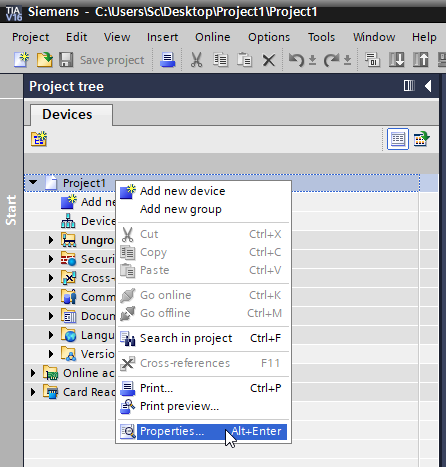 TIA V16 Siemens - C:\Users\Sc\Desktop\Project1\Project1
Project Edit View Insert Online Options Tools Window Help
Save project
Project tree
Devices
Start
Project1
Add ne
Device
Ungro
Securi
Cross-
Comm
Docu
Langu
Versio
Online ac
Card Read
Add new device
Add new group
Cut Ctrl+X
Copy Ctrl+C
Paste Ctrl+V
Go online Ctrl+K
Go offline Ctrl+M
Search in project Ctrl+F
Cross-references F11
Print... Ctrl+P
Print preview...
Properties... Alt+Enter